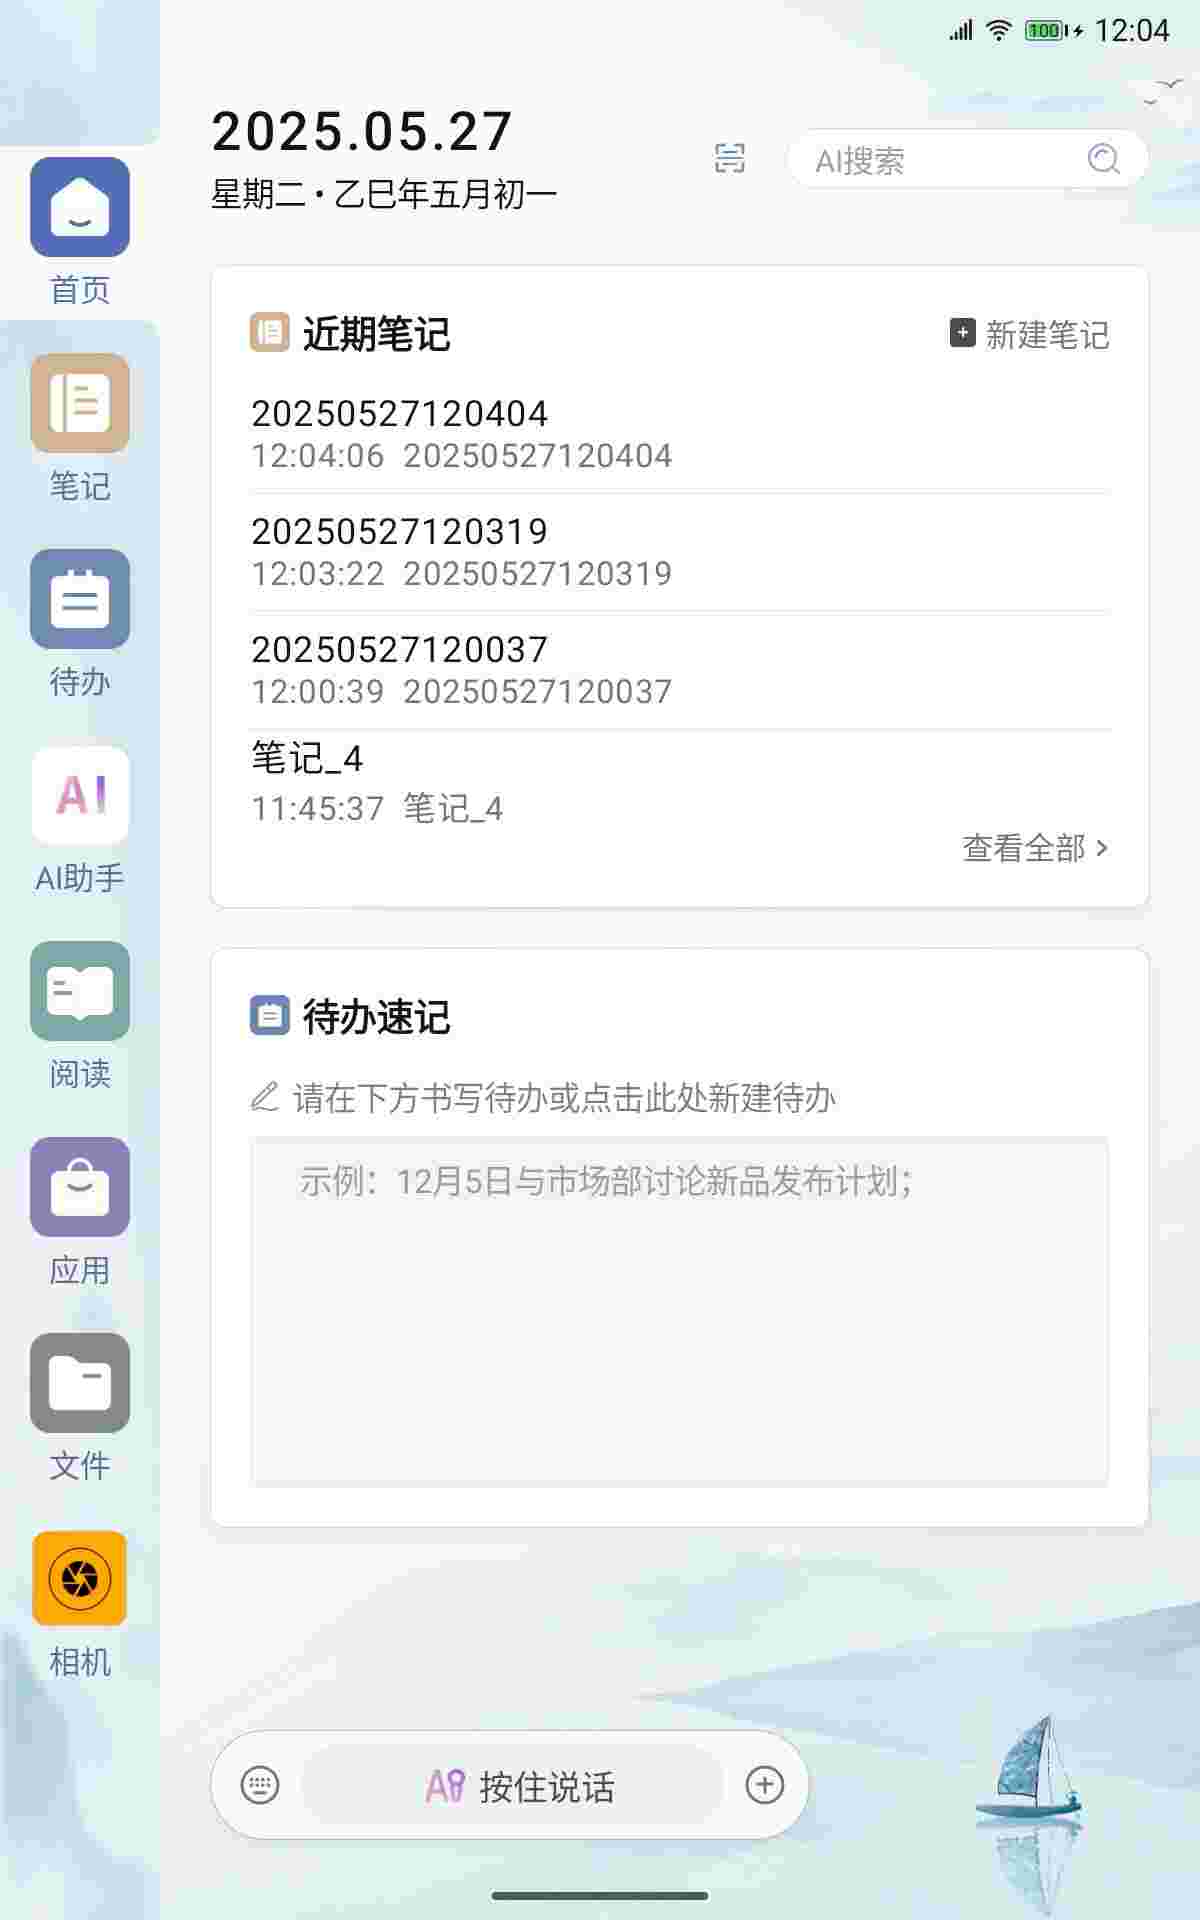 100 12:04
2025.05.27
星期二·乙巳年五月初一
AI搜索
首页
笔记
待办
AI
AI助手
阅读
应用
文件
相机
近期笔记
新建笔记
20250527120404
12:04:06 20250527120404
20250527120319
12:03:22 20250527120319
20250527120037
12:00:39 20250527120037
笔记_4
11:45:37 笔记_4
查看全部 >
待办速记
请在下方书写待办或点击此处新建待办
示例：12月5日与市场部讨论新品发布计划；
AI 按住说话